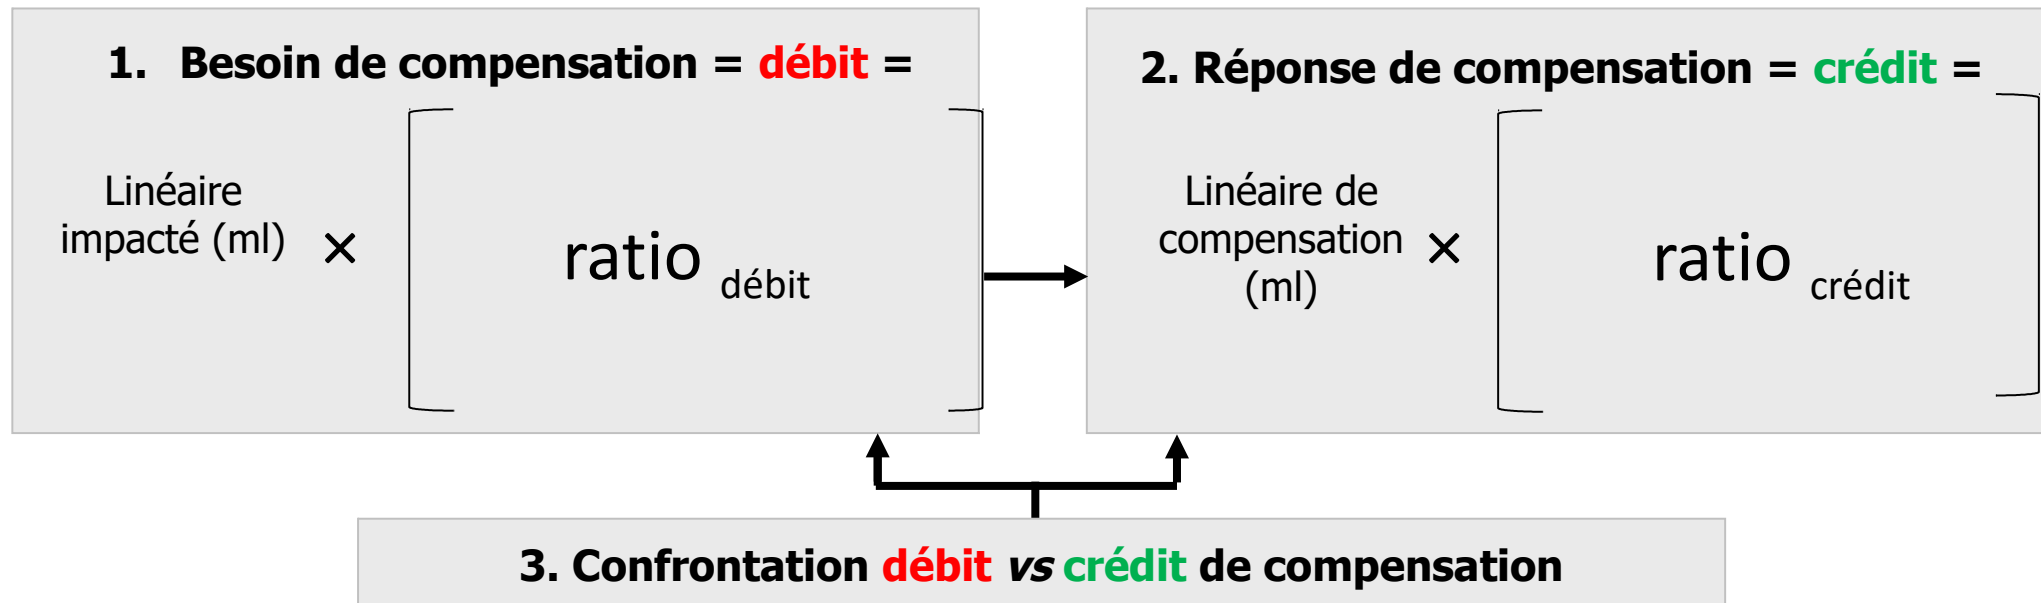 1. Besoin de compensation = débit =
Linéaire
impacté (ml) ×
ratio débit
2. Réponse de compensation = crédit =
Linéaire de
compensation ×
(ml)
ratio crédit
3. Confrontation débit vs crédit de compensation